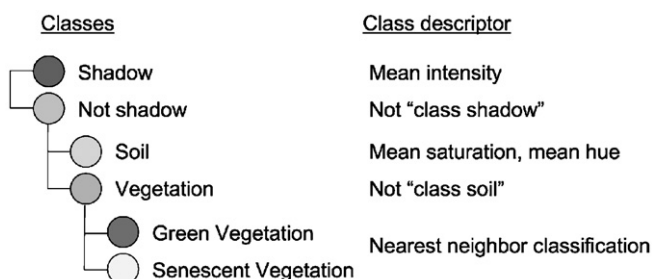 Classes Class descriptor
Shadow Mean intensity
Not shadow Not “class shadow”
Soil Mean saturation, mean hue
Vegetation Not “class soil”
Green Vegetation
Nearest neighbor classification
Senescent Vegetation